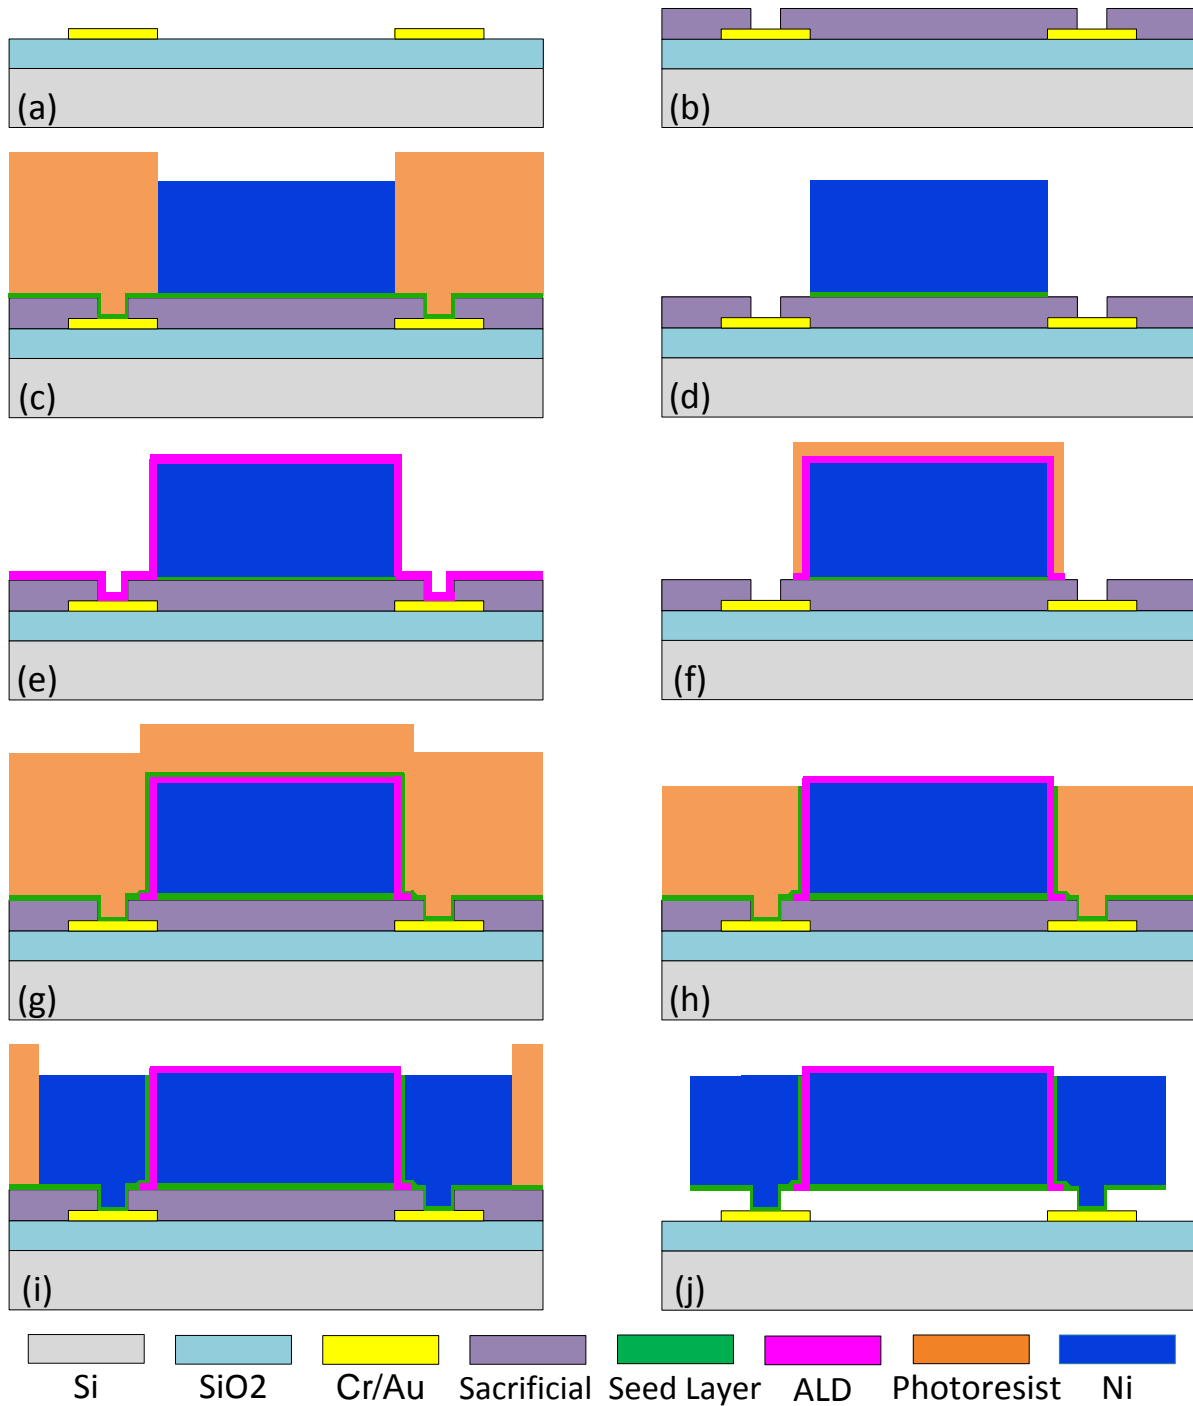 (a)
(b)
(c)
(d)
(e)
(f)
(g)
(h)
(i)
(j)
Si
SiO2
Cr/Au
Sacrificial
Seed Layer
ALD
Photoresist
Ni